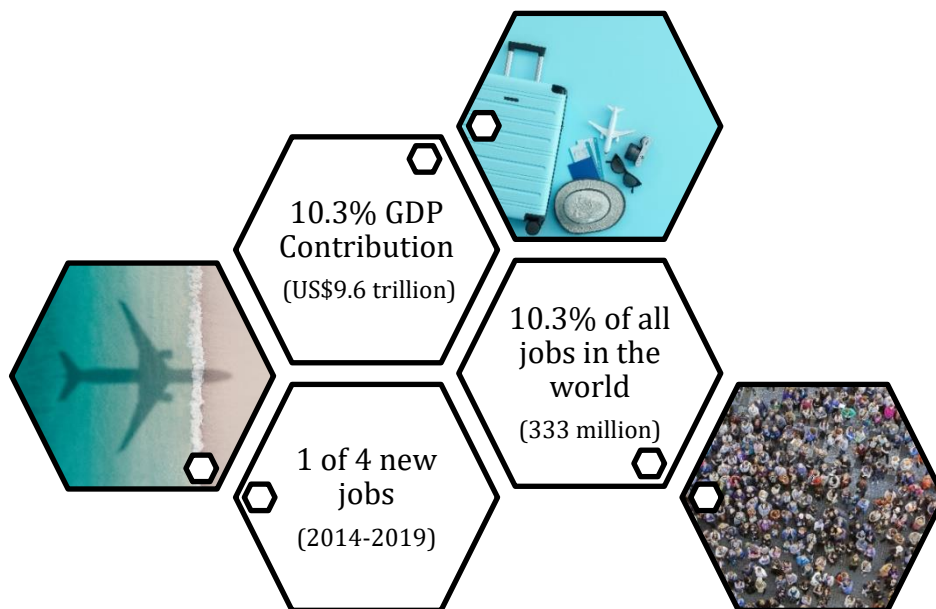 10.3% GDP
Contribution
(US$9.6 trillion)
10.3% of all
jobs in the
world
(333 million)
1 of 4 new
jobs
(2014-2019)